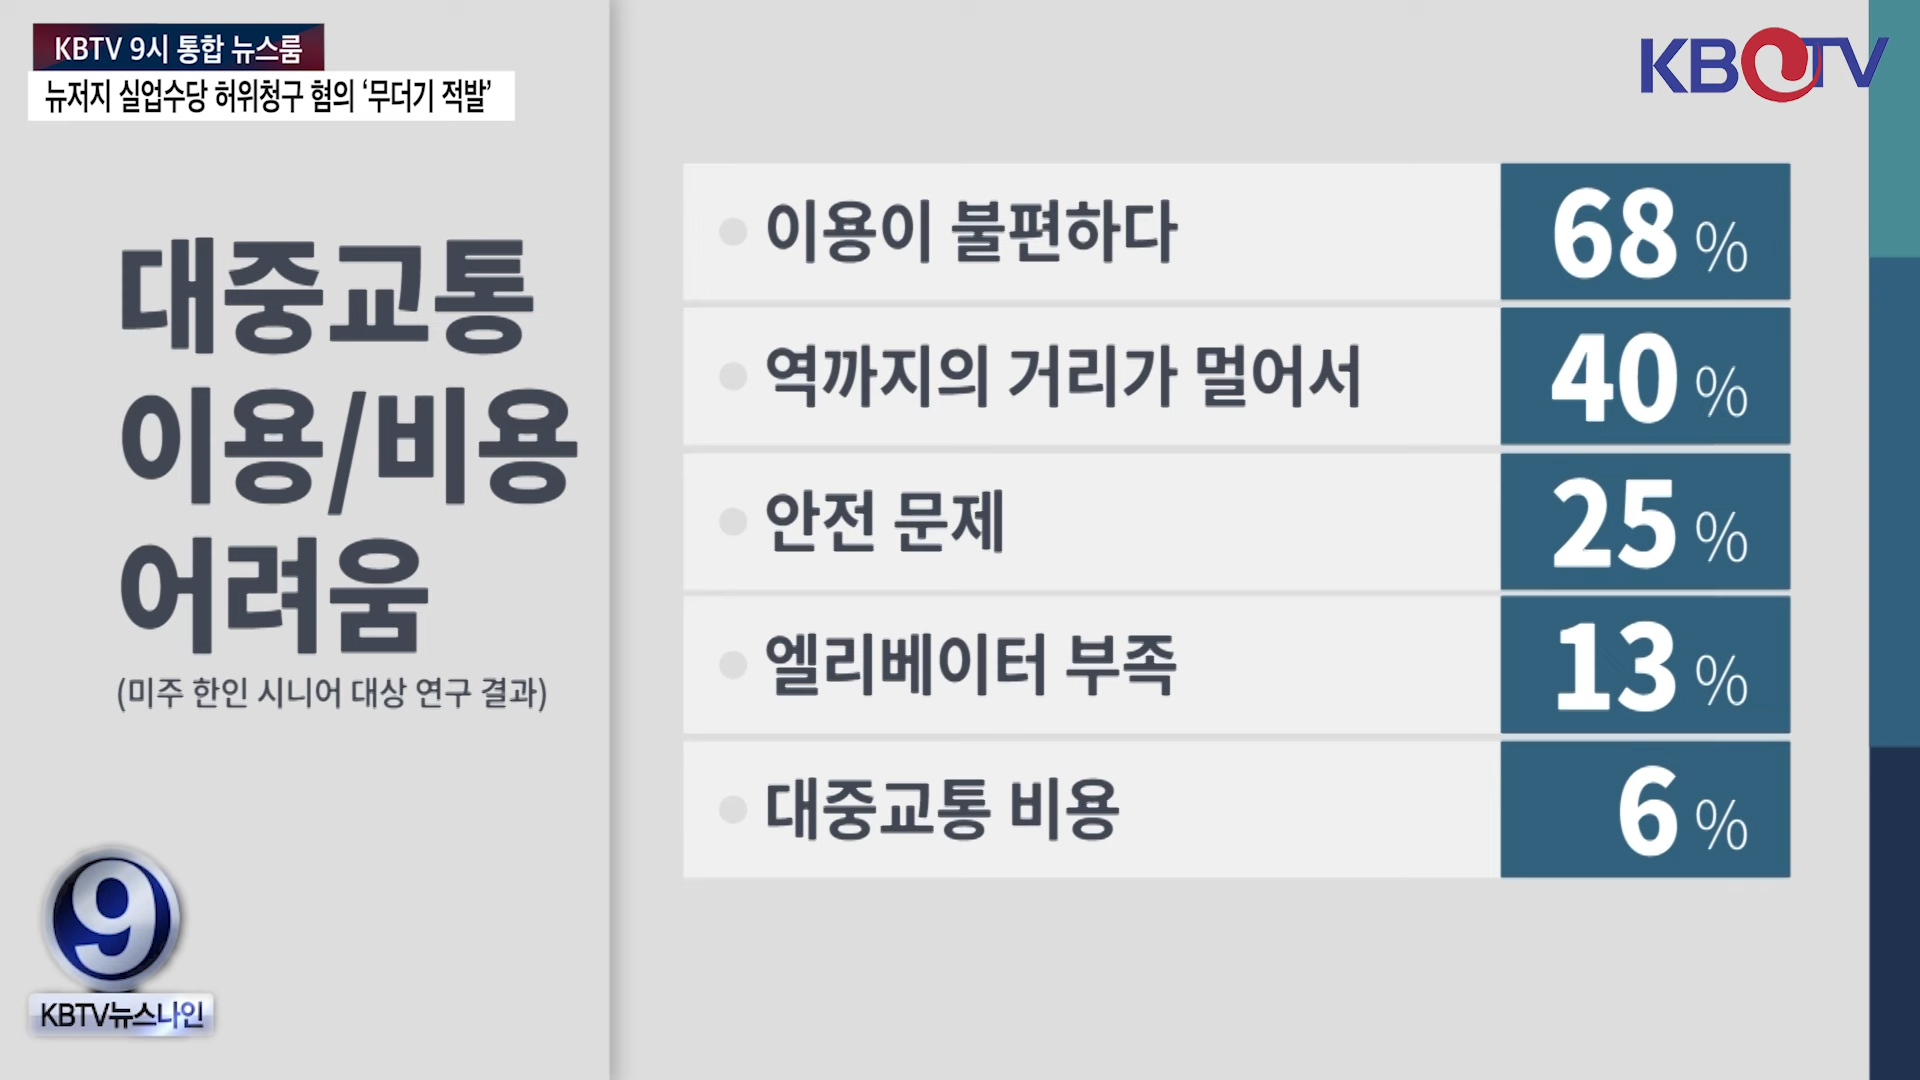 KBTV 9시 통합 뉴스룸
뉴저지 실업수당 허위청구 혐의 ‘무더기 적발’
KBTV
대중교통
이용/비용
어려움
(미주 한인 시니어 대상 연구 결과)
이용이 불편하다 68 %
역까지의 거리가 멀어서 40 %
안전 문제 25 %
엘리베이터 부족 13 %
대중교통 비용 6 %
9
KBTV뉴스나인